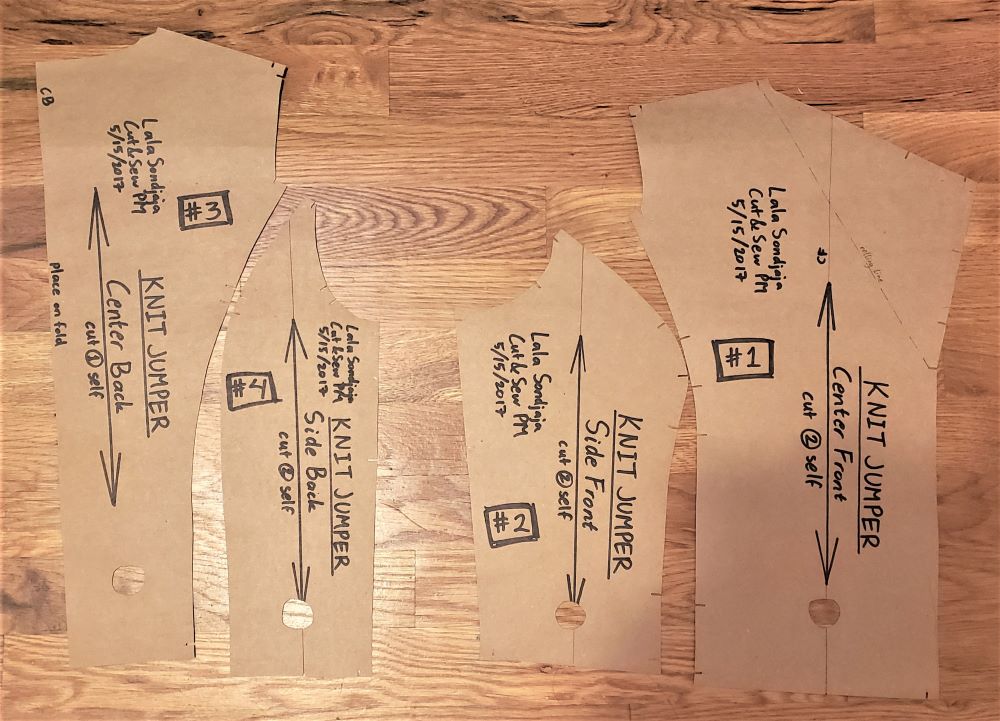 CB
Lala Sondjaja
Cut & Sew PM
5/15/2017
#3
KNIT JUMPER
Center Back
cut ① self
place on fold
Lala Sondjaja
Cut & Sew PM
5/15/2017
#4
KNIT JUMPER
Side Back
cut ② self
Lala Sondjaja
Cut & Sew PM
5/15/2017
#2
KNIT JUMPER
Side Front
cut ② self
Lala Sondjaja
Cut & Sew PM
5/15/2017
CF
rolling line
#1
KNIT JUMPER
Center Front
cut ② self